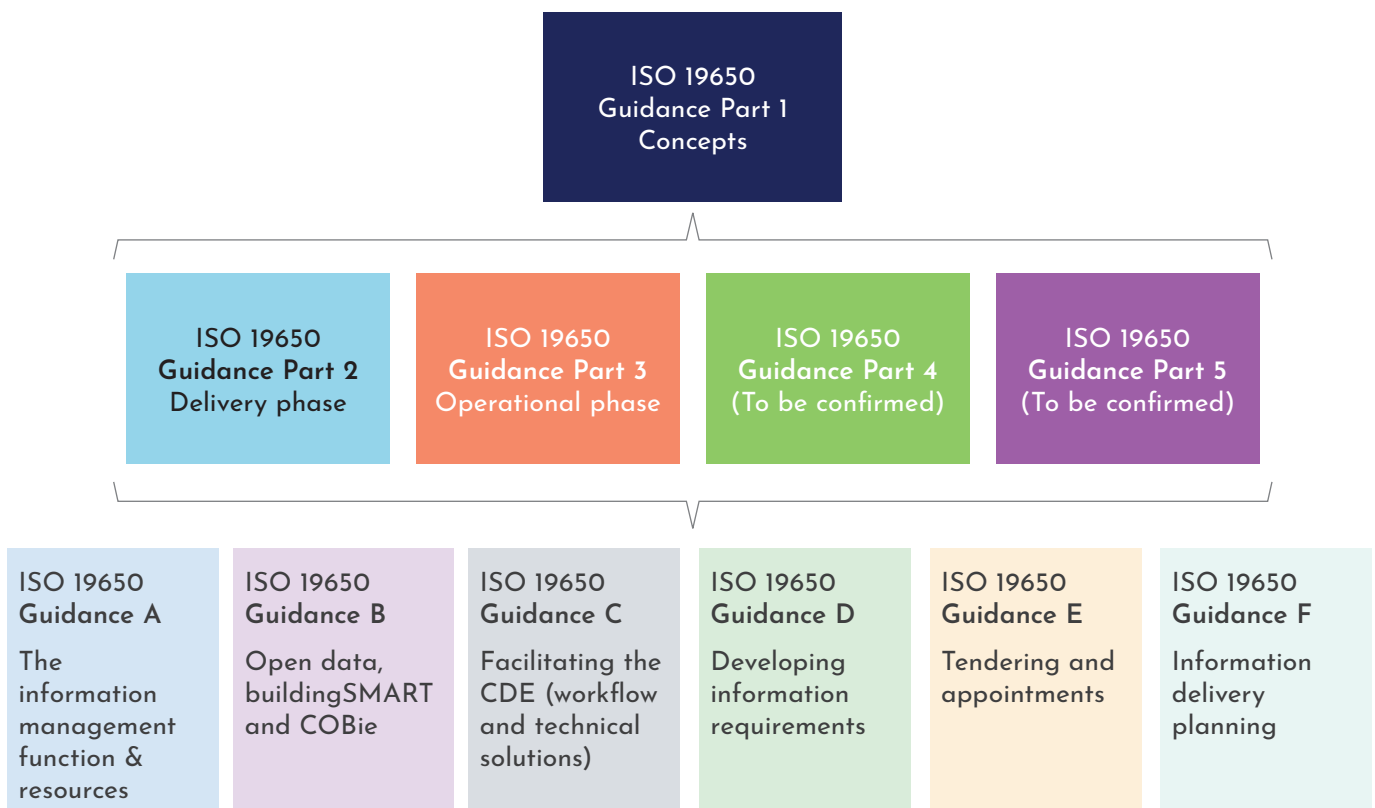 ISO 19650
Guidance Part 1
Concepts
ISO 19650
Guidance Part 2
Delivery phase
ISO 19650
Guidance Part 3
Operational phase
ISO 19650
Guidance Part 4
(To be confirmed)
ISO 19650
Guidance Part 5
(To be confirmed)
ISO 19650
Guidance A
The
information
management
function &
resources
ISO 19650
Guidance B
Open data,
buildingSMART
and COBie
ISO 19650
Guidance C
Facilitating the
CDE (workflow
and technical
solutions)
ISO 19650
Guidance D
Developing
information
requirements
ISO 19650
Guidance E
Tendering and
appointments
ISO 19650
Guidance F
Information
delivery
planning